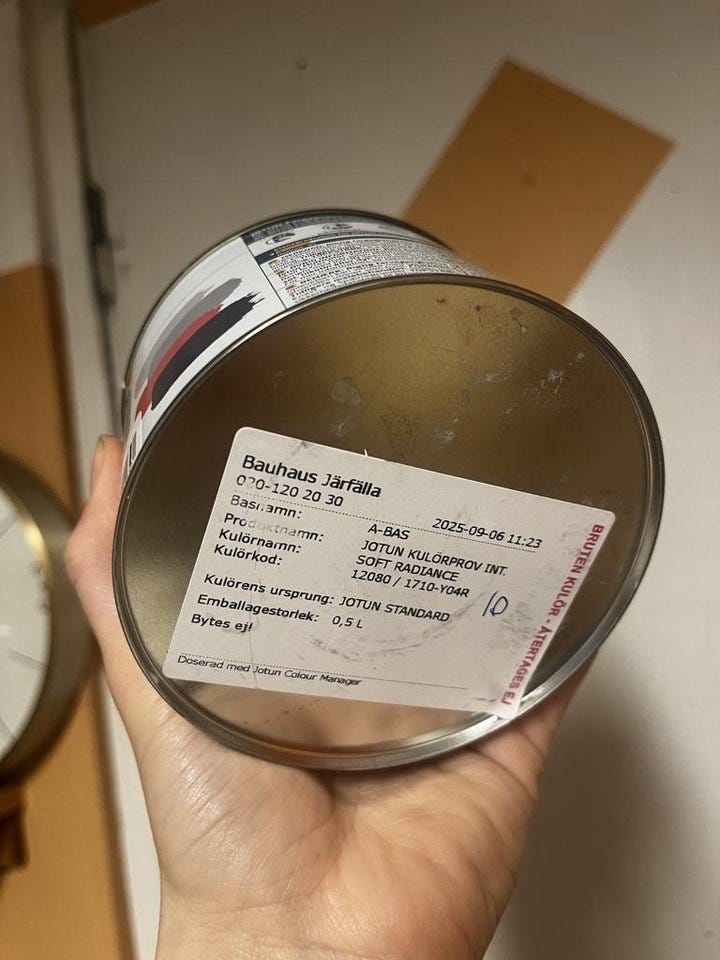 Bauhaus Järfälla
020-120 20 30
2025-09-06 11:23
Basnamn: A-BAS
Produktnamn: JOTUN KULÖRPROV INT.
Kulörnamn: SOFT RADIANCE
Kulörkod: 12080 / 1710-Y04R
Kulörens ursprung: JOTUN STANDARD
Emballagestorlek: 0,5 L
10
Bytes ej!
Doserad med Jotun Colour Manager
BRUTEN KULÖR - ÅTERTAGES EJ